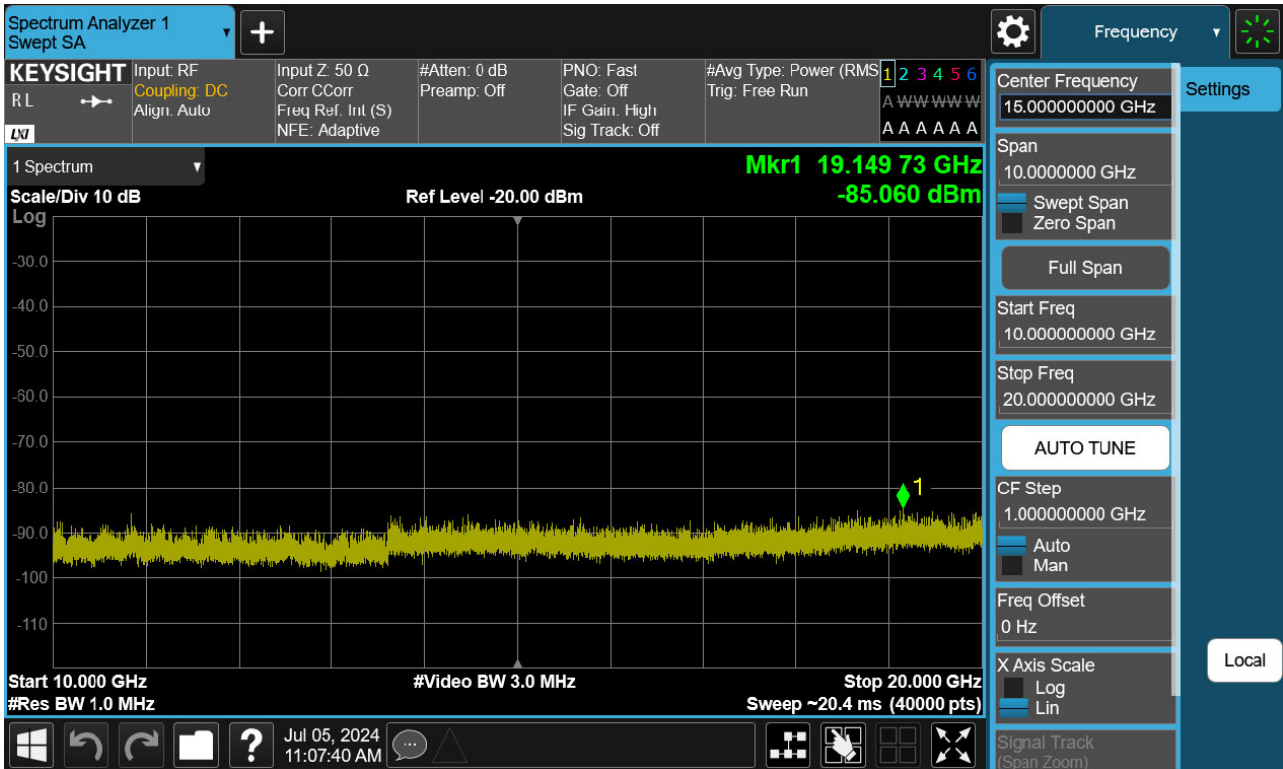 Spectrum Analyzer 1
Swept SA
Frequency
KEYSIGHT
R L
LXI
Input: RF
Coupling: DC
Align: Auto
Input Z: 50 Ω
Corr CCorr
Freq Ref: Int (S)
NFE: Adaptive
#Atten: 0 dB
Preamp: Off
PNO: Fast
Gate: Off
IF Gain: High
Sig Track: Off
#Avg Type: Power (RMS
Trig: Free Run
1 2 3 4 5 6
A W W W W W
A A A A A A
1 Spectrum
Scale/Div 10 dB
Ref Level -20.00 dBm
Mkr1 19.149 73 GHz
-85.060 dBm
Log
-30.0
-40.0
-50.0
-60.0
-70.0
-80.0
-90.0
-100
-110
1
Start 10.000 GHz
#Res BW 1.0 MHz
#Video BW 3.0 MHz
Stop 20.000 GHz
Sweep ~20.4 ms (40000 pts)
Center Frequency
15.000000000 GHz
Span
10.0000000 GHz
Swept Span
Zero Span
Full Span
Start Freq
10.000000000 GHz
Stop Freq
20.000000000 GHz
AUTO TUNE
CF Step
1.000000000 GHz
Auto
Man
Freq Offset
0 Hz
X Axis Scale
Log
Lin
Signal Track
(Span Zoom)
Settings
Local
?
Jul 05, 2024
11:07:40 AM